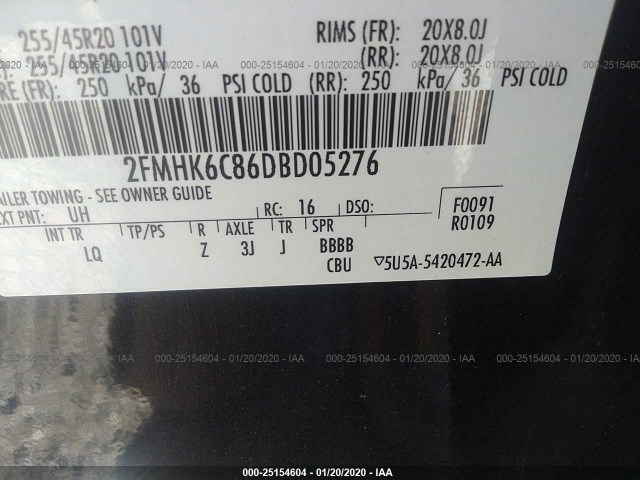 255/45R20 101V RIMS (FR): 20X8.0J
255/45R20 101V (RR): 20X8.0J
RE (FR): 250 kPa/ 36 PSI COLD (RR): 250 kPa/ 36 PSI COLD
2FMHK6C86DBD05276
AILER TOWING - SEE OWNER GUIDE
EXT PNT: UH RC: 16 DSO: F0091
INT TR TP/PS R AXLE TR SPR R0109
LQ Z 3J J BBBB
CBU ▽5U5A-5420472-AA
000-25154604 - 01/20/2020 - IAA